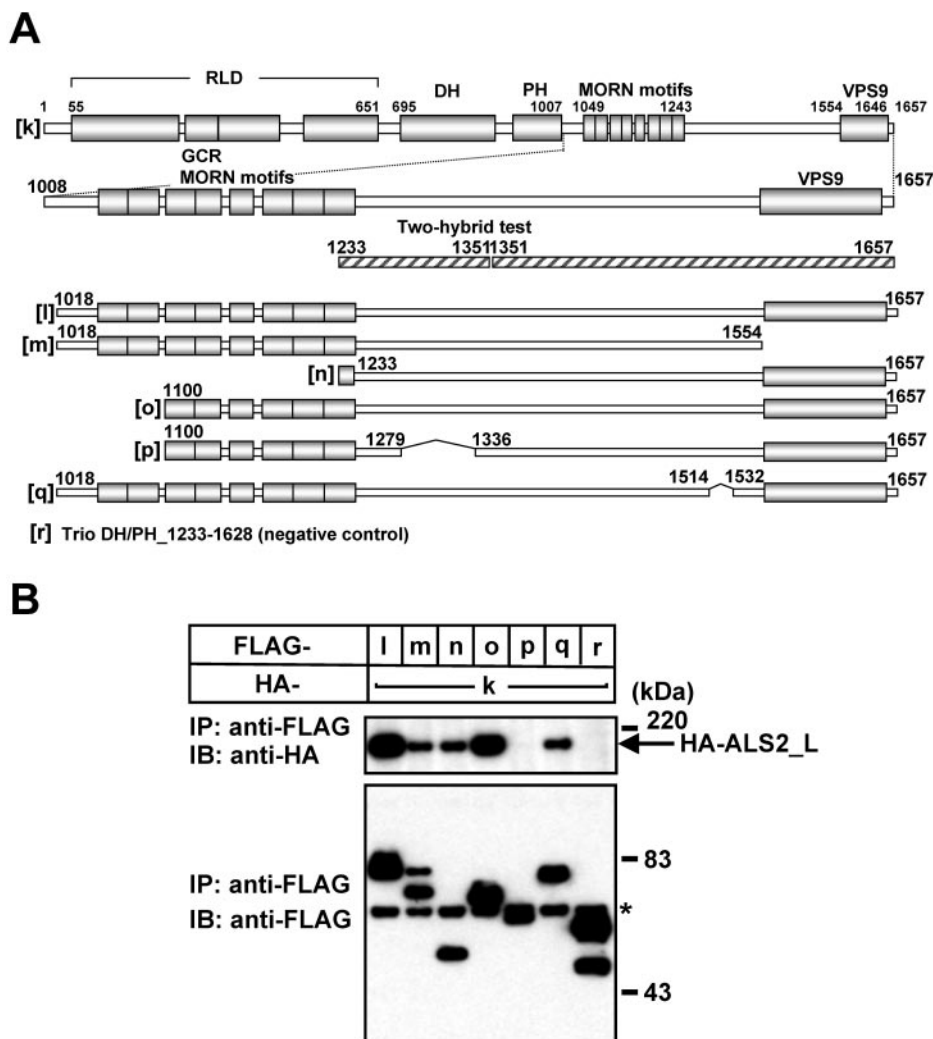 A
RLD
DH PH MORN motifs VPS9
1 55 651 695 1007 1049 1243 1554 1646 1657
[k]
GCR
MORN motifs
1008 VPS9 1657
Two-hybrid test
1233 1351 1351 1657
[l] 1018 1657
[m] 1018 1554
[n] 1233 1657
[o] 1100 1657
[p] 1100 1279 1336 1657
[q] 1018 1514 1532 1657
[r] Trio DH/PH_1233-1628 (negative control)
B
FLAG- l m n o p q r
HA- k (kDa)
IP: anti-FLAG
IB: anti-HA
220
HA-ALS2_L
83
IP: anti-FLAG
IB: anti-FLAG
*
43